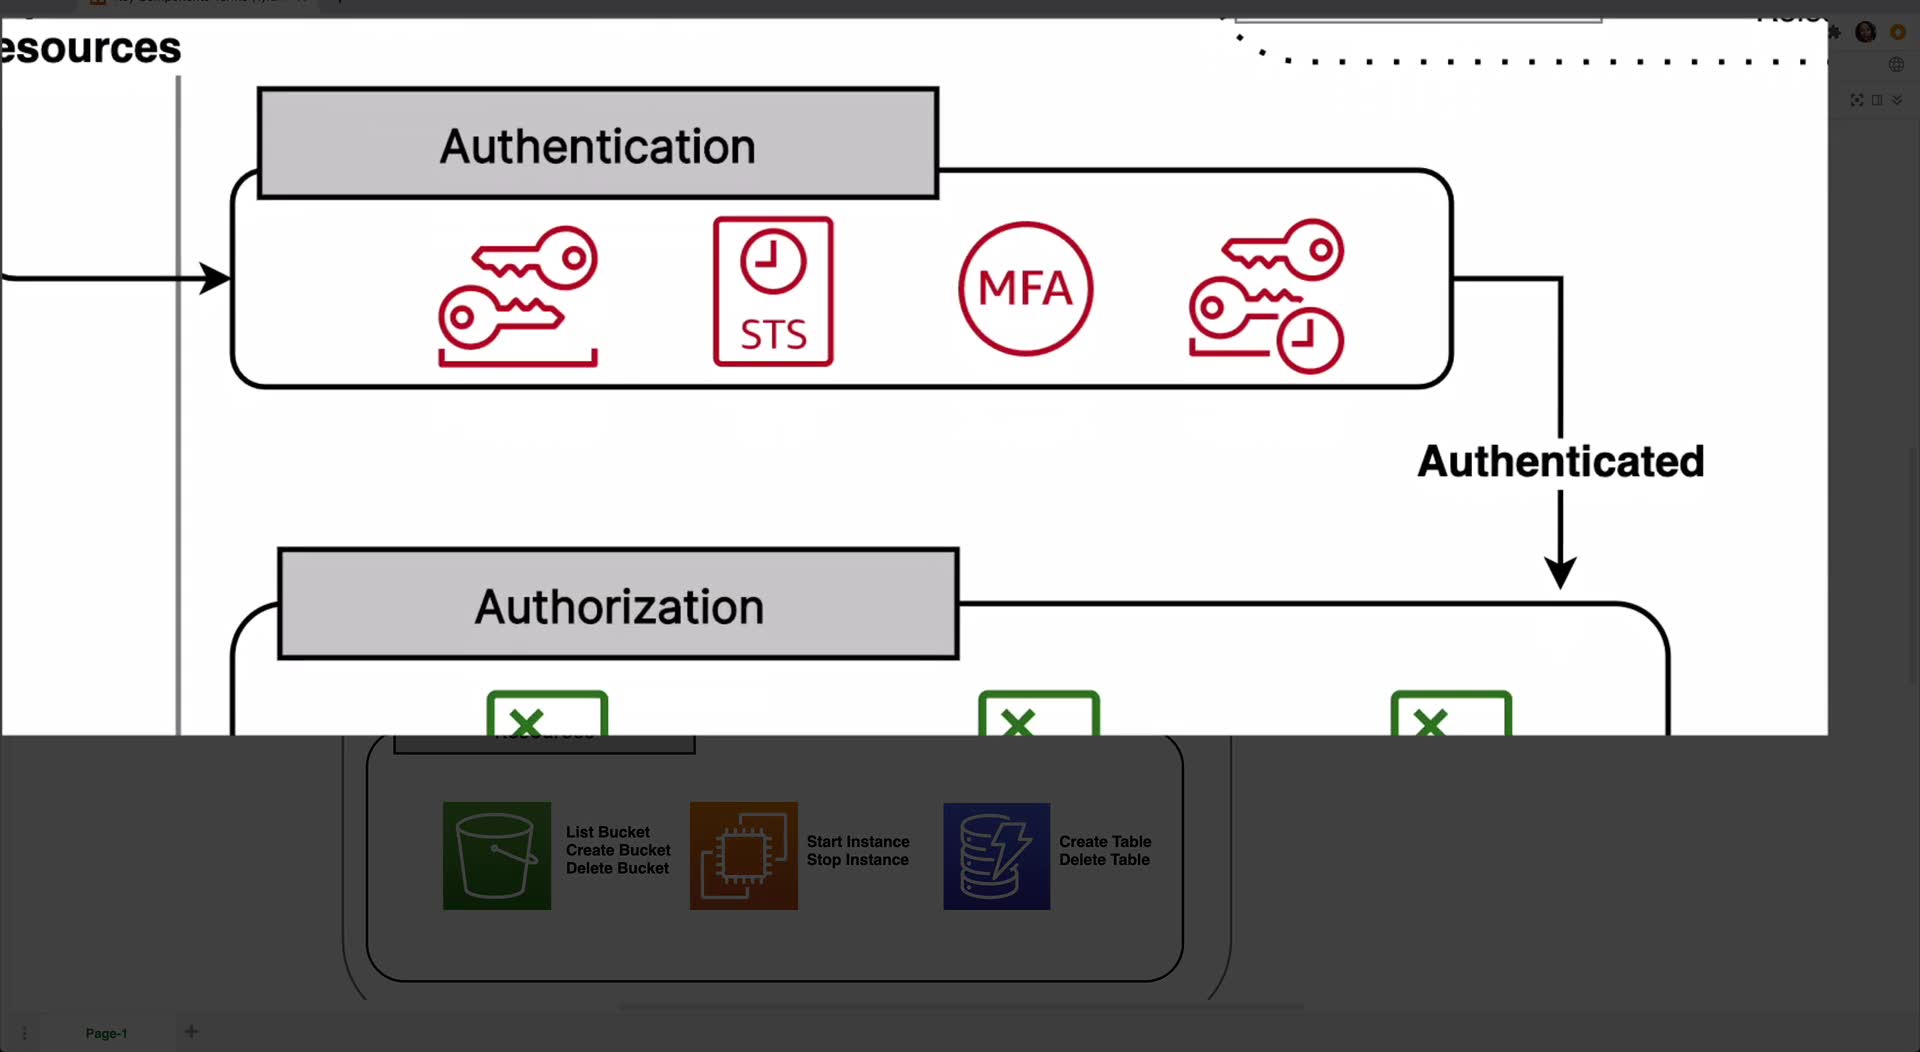 esources
Authentication
STS
MFA
Authenticated
Authorization
List Bucket
Create Bucket
Delete Bucket
Start Instance
Stop Instance
Create Table
Delete Table
Page-1